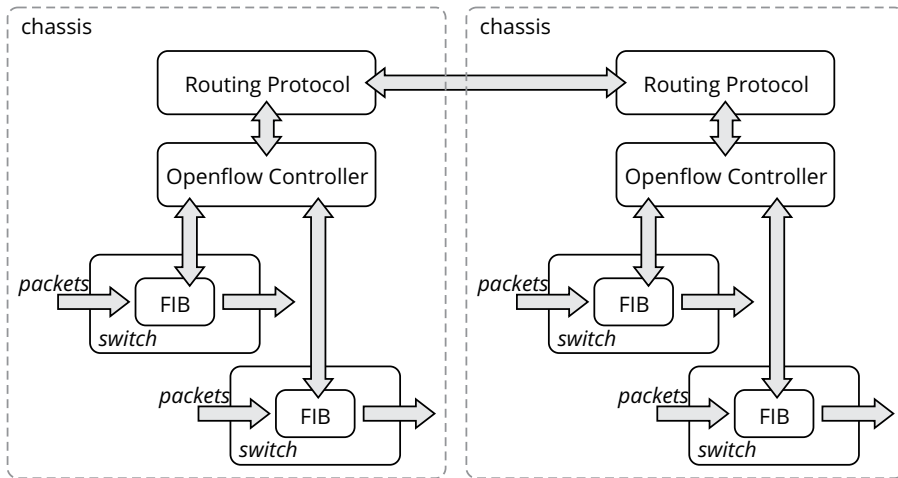 chassis
Routing Protocol
Openflow Controller
packets
FIB
switch
packets
FIB
switch
chassis
Routing Protocol
Openflow Controller
packets
FIB
switch
packets
FIB
switch